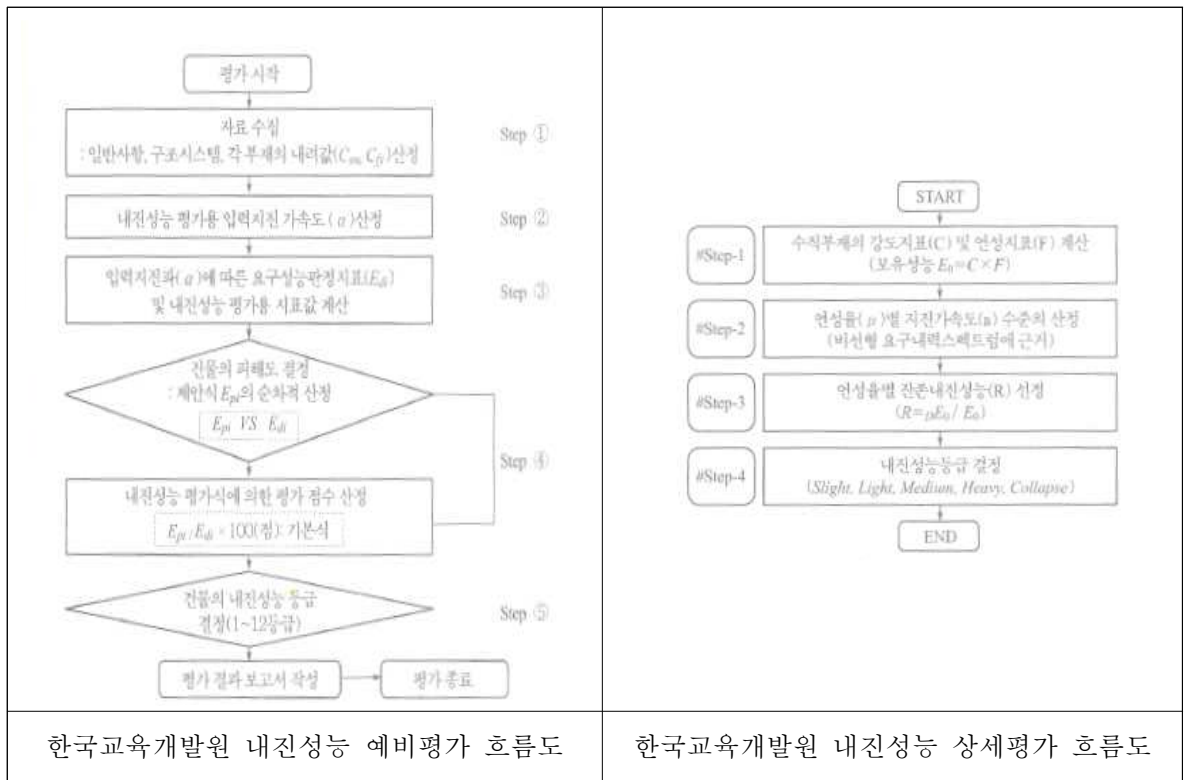 평가 시작
자료 수집
: 일반사항, 구조시스템, 각 부재의 내력값(Csu, Cfy)산정
Step ①
내진성능 평가용 입력지진 가속도(α)산정
Step ②
입력지진파(α)에 따른 요구성능판정지표(Edi)
및 내진성능 평가용 지표값 계산
Step ③
건물의 피해도 결정
: 제안식 Epi의 순차적 산정
Epi VS Edi
Step ④
내진성능 평가식에 의한 평가 점수 산정
Epi / Edi × 100(점): 기본식
건물의 내진성능 등급
결정(1~12등급)
Step ⑤
평가 결과 보고서 작성
평가 종료
한국교육개발원 내진성능 예비평가 흐름도
START
#Step-1
수직부재의 강도지표(C) 및 연성지표(F) 계산
(보유성능 E0=C×F)
#Step-2
연성율(μ)별 지진가속도(g) 수준의 산정
(비선형 요구내력스펙트럼에 근거)
#Step-3
연성율별 잔존내진성능(R) 선정
(R=DE0 / E0)
#Step-4
내진성능등급 결정
(Slight, Light, Medium, Heavy, Collapse)
END
한국교육개발원 내진성능 상세평가 흐름도